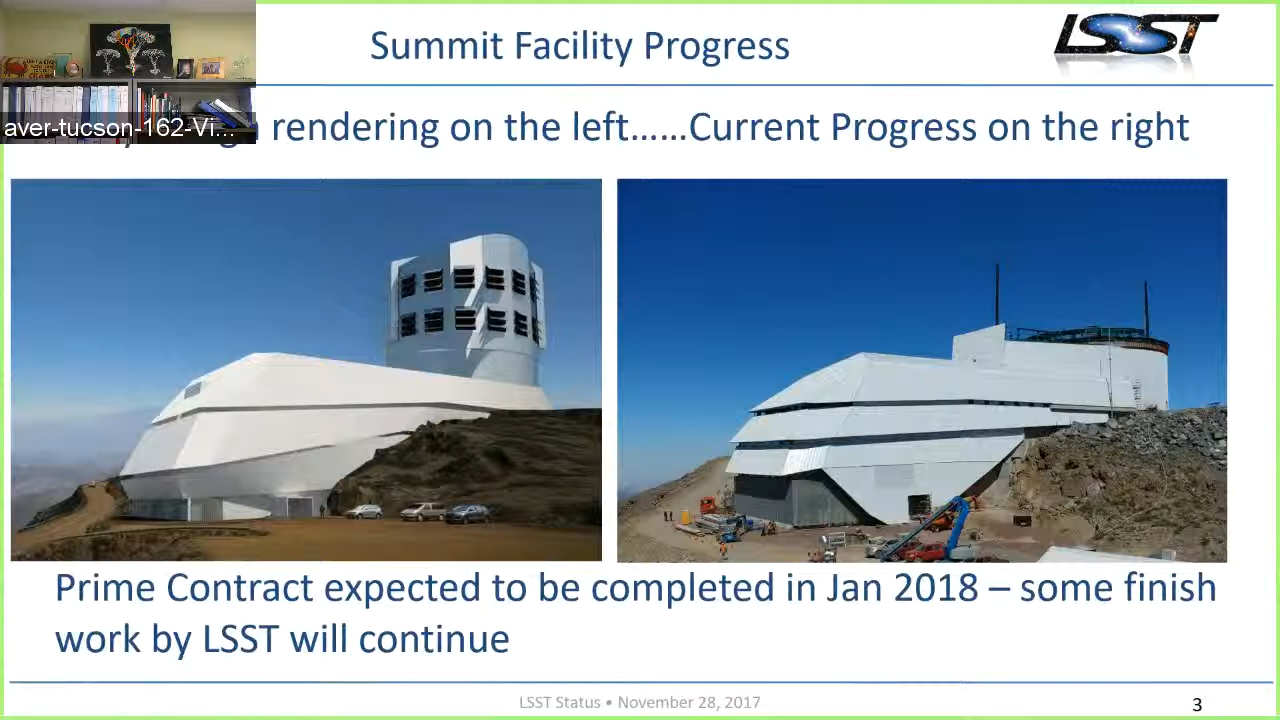 Summit Facility Progress
LSST
aver-tucson-162-Vi...
rendering on the left……Current Progress on the right
Prime Contract expected to be completed in Jan 2018 – some finish
work by LSST will continue
LSST Status • November 28, 2017
3